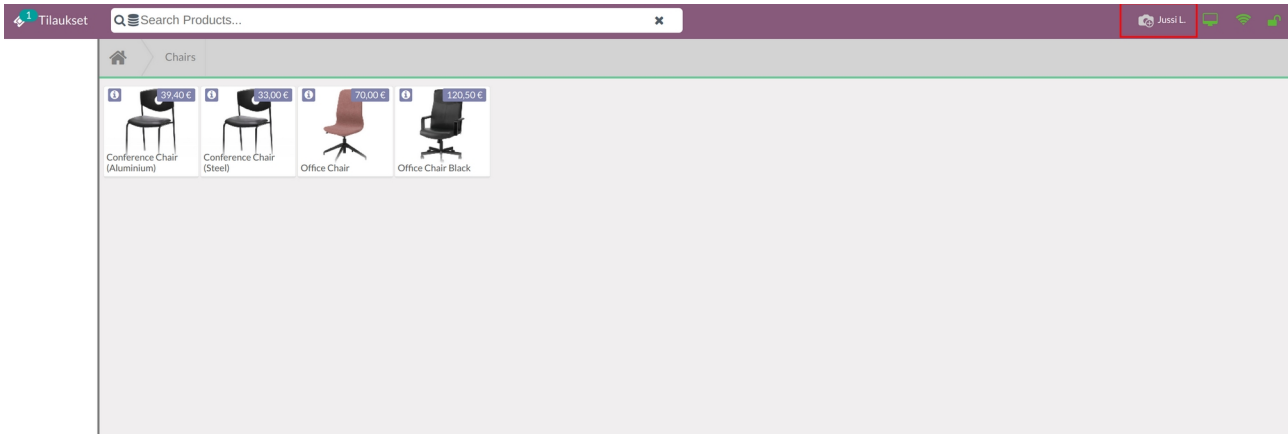 1 Tilaukset Search Products... Jussi L.
Chairs
39,40 € 33,00 € 70,00 € 120,50 €
Conference Chair
(Aluminium)
Conference Chair
(Steel)
Office Chair
Office Chair Black